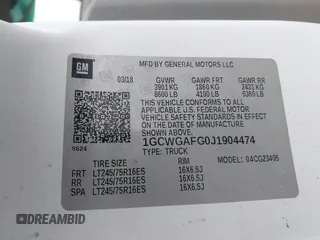 GM
MFD BY GENERAL MOTORS LLC
03/18 GVWR GAWR FRT GAWR RR
3901 KG 1860 KG 2431 KG
8600 LB 4100 LB 5360 LB
THIS VEHICLE CONFORMS TO ALL APPLICABLE
U.S. FEDERAL MOTOR
VEHICLE SAFETY STANDARDS IN EFFECT ON THE
DATE OF MANUFACTURE SHOWN ABOVE.
1GCWGAFG0J1904474
8624 TYPE: TRUCK
TIRE SIZE RIM MODEL: 04CG23405
FRT LT245/75R16ES 16X6.5J
RR LT245/75R16ES 16X6.5J
SPA LT245/75R16ES 16X6.5J
DREAMBID